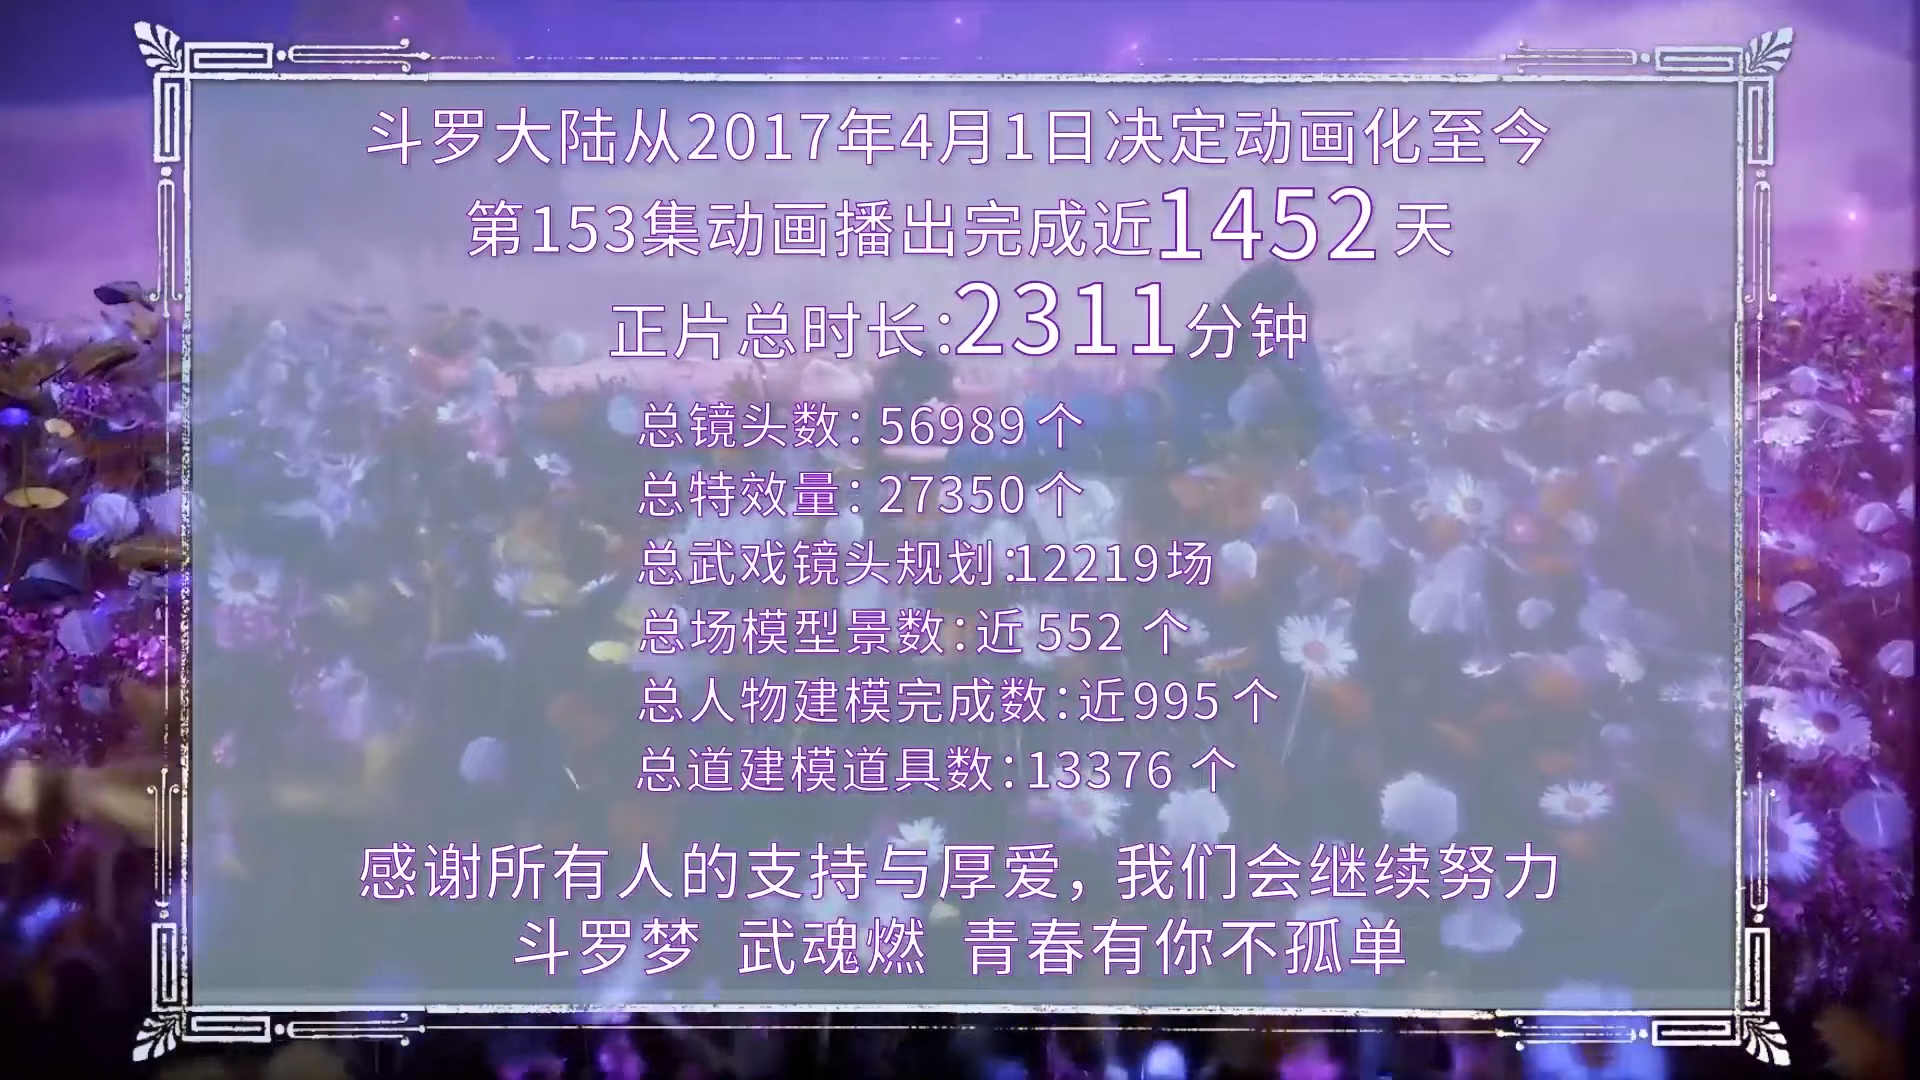 斗罗大陆从2017年4月1日决定动画化至今
第153集动画播出完成近1452天
正片总时长:2311分钟
总镜头数：56989个
总特效量：27350个
总武戏镜头规划:12219场
总场模型景数:近552个
总人物建模完成数:近995个
总道建模道具数:13376个
感谢所有人的支持与厚爱，我们会继续努力
斗罗梦 武魂燃 青春有你不孤单